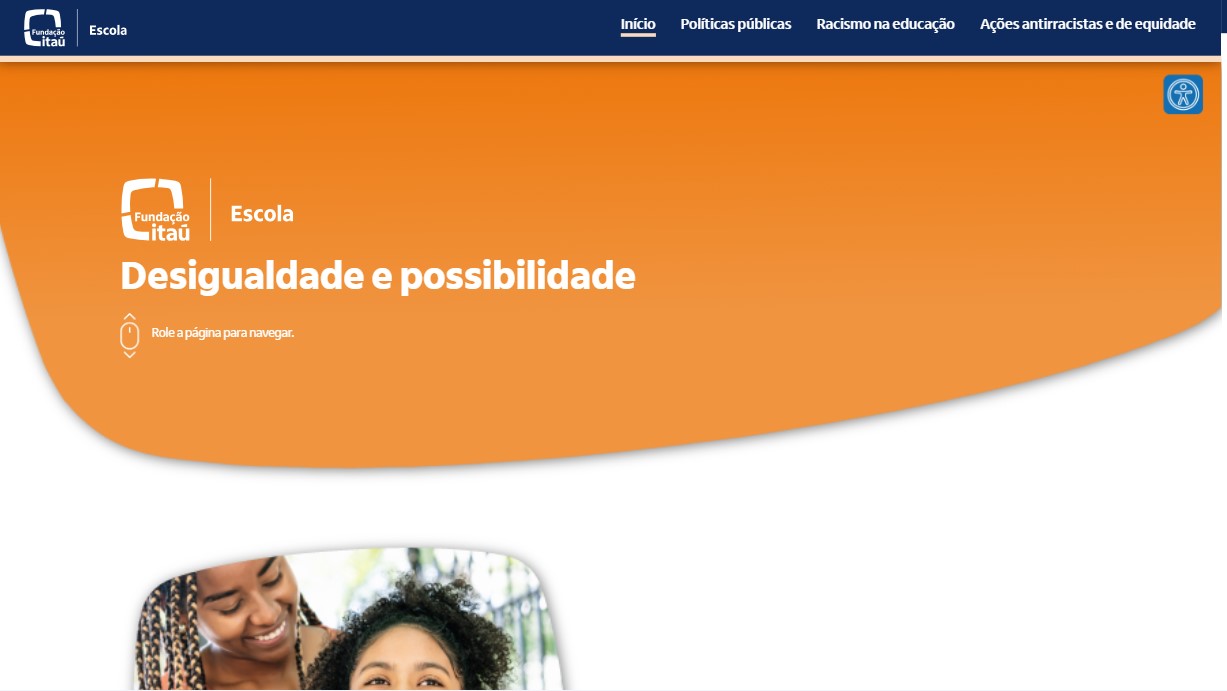 Fundação
itaú
Escola
Início
Políticas públicas
Racismo na educação
Ações antirracistas e de equidade
Fundação
itaú
Escola
Desigualdade e possibilidade
Role a página para navegar.